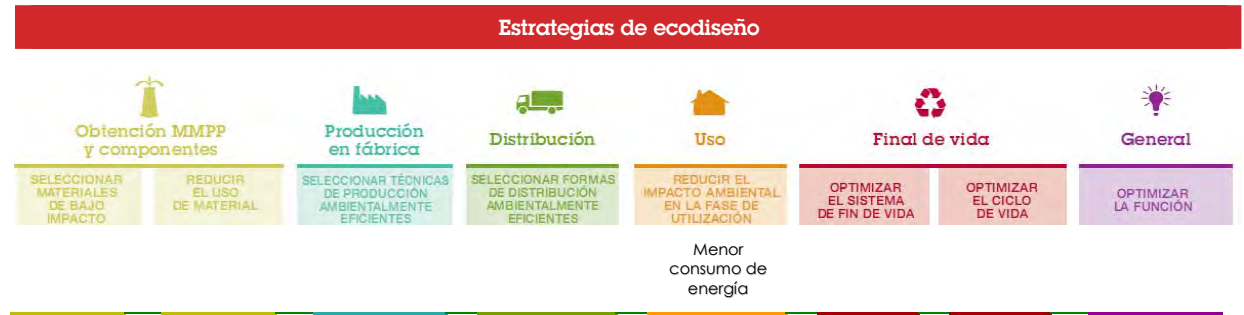 Estrategias de ecodiseño
Obtención MMPP
y componentes
Producción
en fábrica
Distribución
Uso
Final de vida
General
SELECCIONAR
MATERIALES
DE BAJO
IMPACTO
REDUCIR
EL USO
DE MATERIAL
SELECCIONAR TÉCNICAS
DE PRODUCCIÓN
AMBIENTALMENTE
EFICIENTES
SELECCIONAR FORMAS
DE DISTRIBUCIÓN
AMBIENTALMENTE
EFICIENTES
REDUCIR EL
IMPACTO AMBIENTAL
EN LA FASE DE
UTILIZACIÓN
OPTIMIZAR
EL SISTEMA
DE FIN DE VIDA
OPTIMIZAR
EL CICLO
DE VIDA
OPTIMIZAR
LA FUNCIÓN
Menor
consumo de
energía